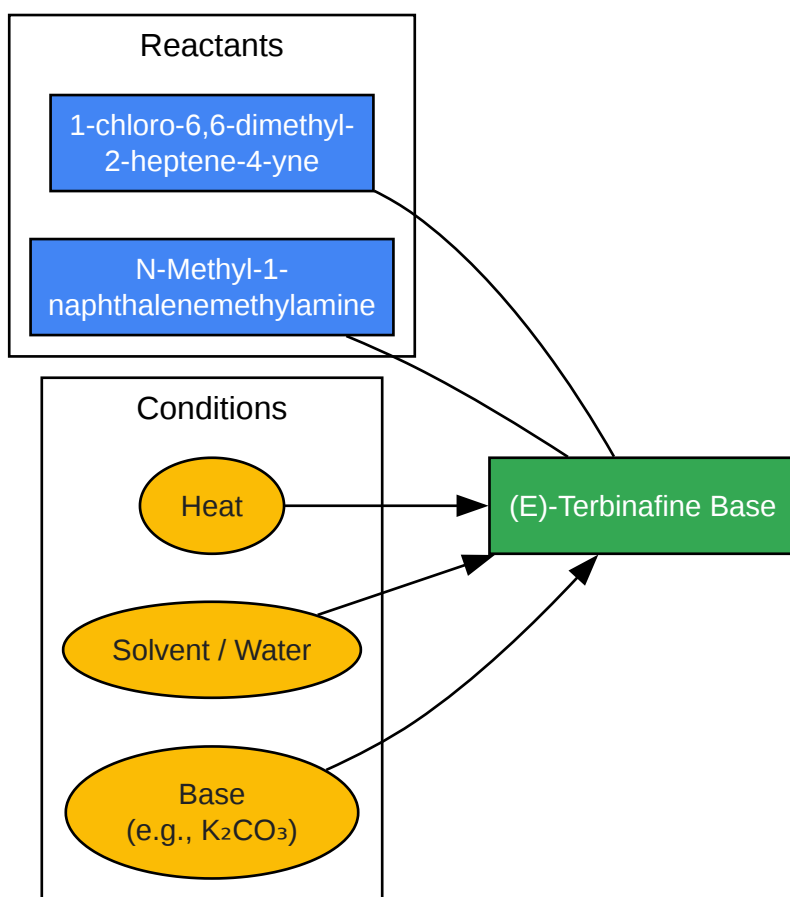 Reactants
1-chloro-6,6-dimethyl-
2-heptene-4-yne
N-Methyl-1-
naphthalenemethylamine
Conditions
Heat
(E)-Terbinafine Base
Solvent / Water
Base
(e.g., K₂CO₃)